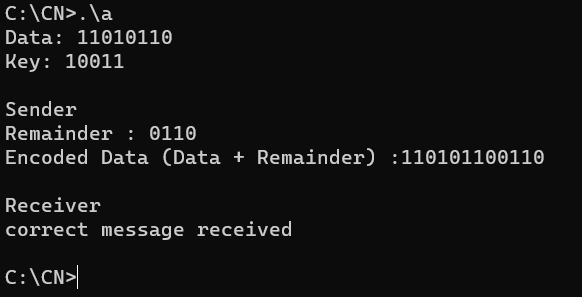 C:\CN>.\a
Data: 11010110
Key: 10011
Sender
Remainder : 0110
Encoded Data (Data + Remainder) :110101100110
Receiver
correct message received
C:\CN>